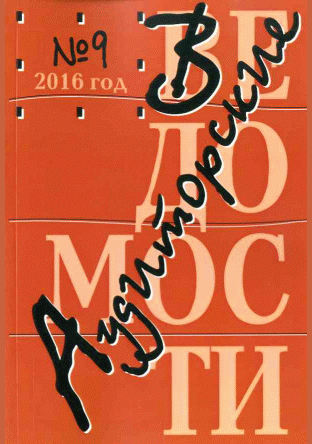 №9
2016 год
Аудиторские
ВЕ
ДО
МОС
ТИ